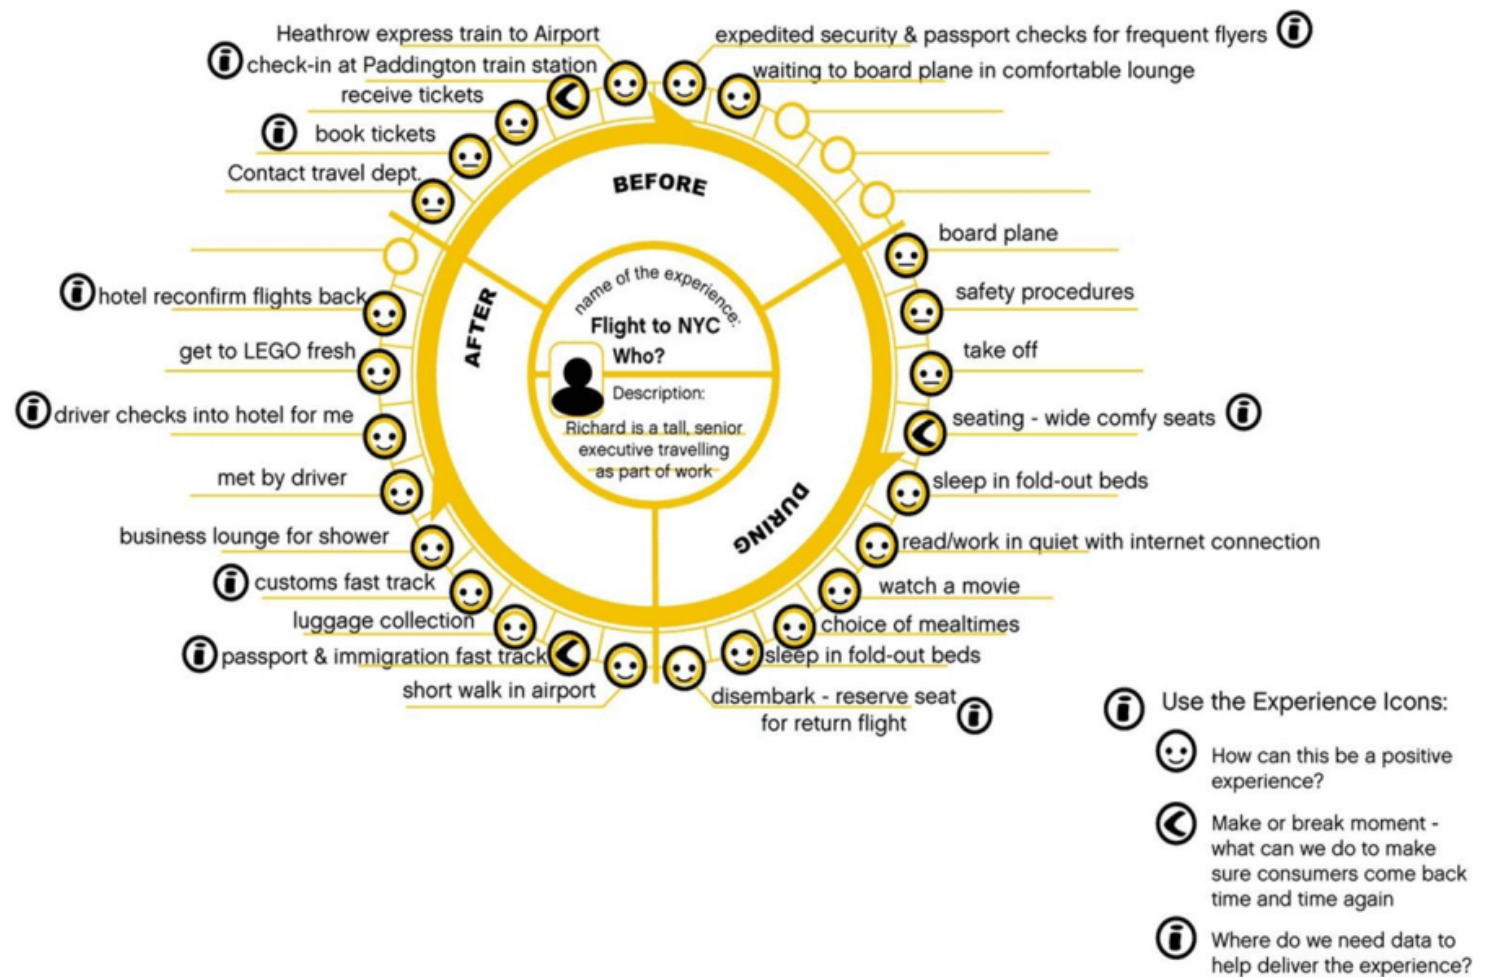 Heathrow express train to Airport
check-in at Paddington train station
receive tickets
book tickets
Contact travel dept.
expedited security & passport checks for frequent flyers
waiting to board plane in comfortable lounge
BEFORE
board plane
safety procedures
take off
seating - wide comfy seats
sleep in fold-out beds
read/work in quiet with internet connection
watch a movie
choice of mealtimes
sleep in fold-out beds
disembark - reserve seat
for return flight
DURING
hotel reconfirm flights back
get to LEGO fresh
driver checks into hotel for me
met by driver
business lounge for shower
customs fast track
luggage collection
passport & immigration fast track
short walk in airport
AFTER
name of the experience:
Flight to NYC
Who?
Description:
Richard is a tall, senior
executive travelling
as part of work
Use the Experience Icons:
How can this be a positive
experience?
Make or break moment -
what can we do to make
sure consumers come back
time and time again
Where do we need data to
help deliver the experience?